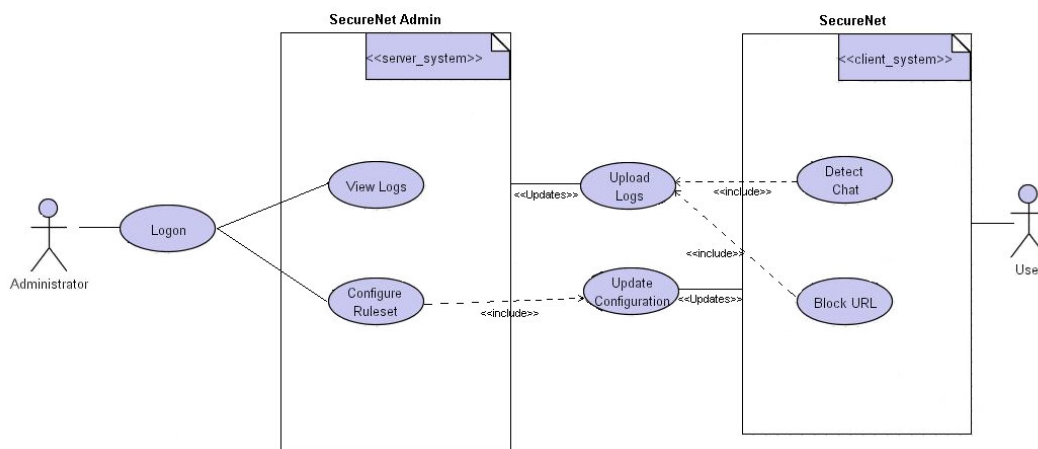 SecureNet Admin
SecureNet
<<server_system>>
<<client_system>>
View Logs
Upload
Logs
<<Updates>>
<<include>>
Detect
Chat
Logon
Administrator
Use
<<include>>
Configure
Ruleset
<<include>>
Update
Configuration
<<Updates>>
Block URL